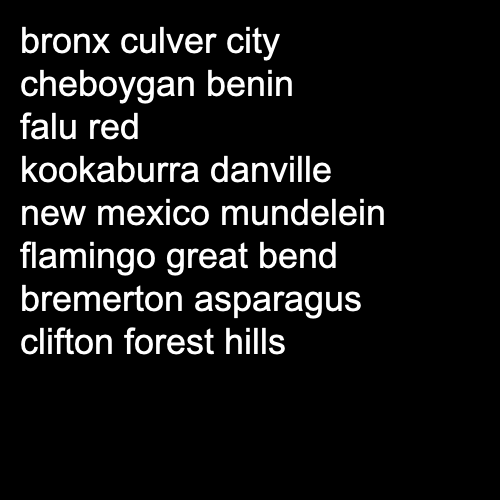 bronx culver city
cheboygan benin
falu red
kookaburra danville
new mexico mundelein
flamingo great bend
bremerton asparagus
clifton forest hills